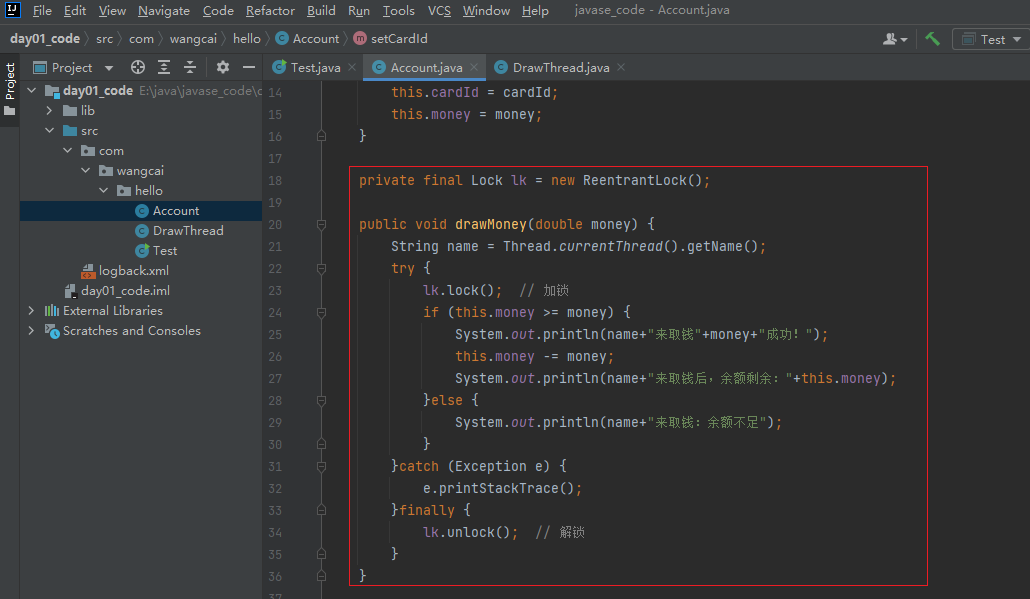 File Edit View Navigate Code Refactor Build Run Tools VCS Window Help javase_code - Account.java
day01_code src com wangcai hello Account setCardId Test
Project Test.java Account.java DrawThread.java
Project
day01_code E:\java\javase_code\c
lib
src
com
wangcai
hello
Account
DrawThread
Test
logback.xml
day01_code.iml
External Libraries
Scratches and Consoles
14 this.cardId = cardId;
15 this.money = money;
16 }
17
18 private final Lock lk = new ReentrantLock();
19
20 public void drawMoney(double money) {
21 String name = Thread.currentThread().getName();
22 try {
23 lk.lock(); // 加锁
24 if (this.money >= money) {
25 System.out.println(name+"来取钱"+money+"成功！");
26 this.money -= money;
27 System.out.println(name+"来取钱后，余额剩余："+this.money);
28 }else {
29 System.out.println(name+"来取钱：余额不足");
30 }
31 }catch (Exception e) {
32 e.printStackTrace();
33 }finally {
34 lk.unlock(); // 解锁
35 }
36 }
37